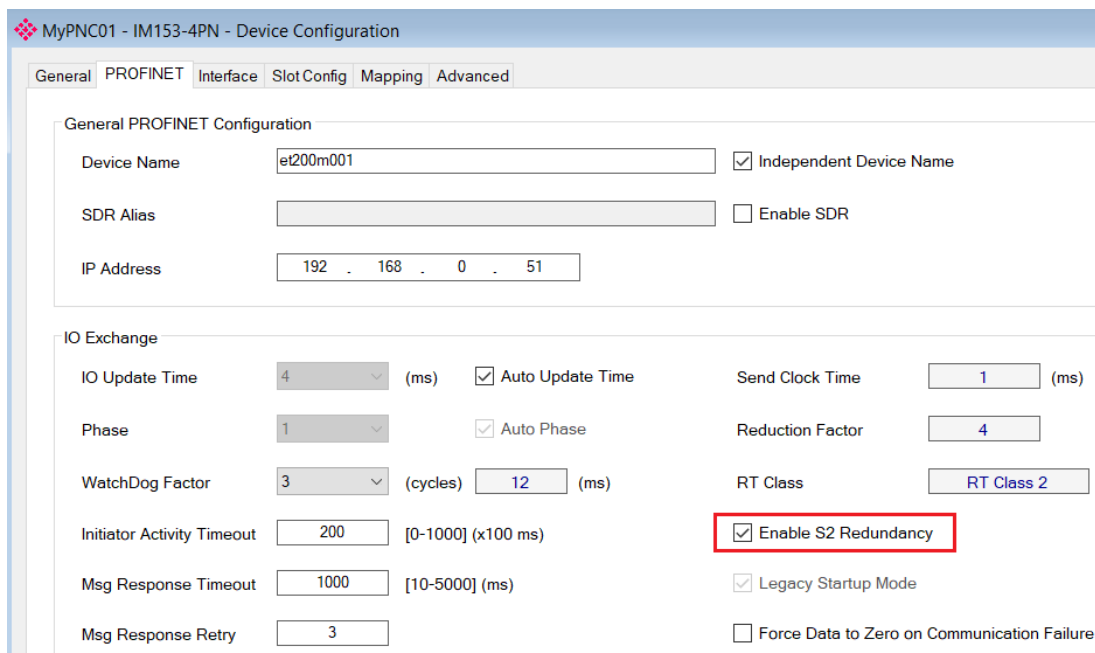 MyPNC01 - IM153-4PN - Device Configuration
General PROFINET Interface Slot Config Mapping Advanced
General PROFINET Configuration
Device Name et200m001 Independent Device Name
SDR Alias Enable SDR
IP Address 192 . 168 . 0 . 51
IO Exchange
IO Update Time 4 (ms) Auto Update Time Send Clock Time 1 (ms)
Phase 1 Auto Phase Reduction Factor 4
WatchDog Factor 3 (cycles) 12 (ms) RT Class RT Class 2
Initiator Activity Timeout 200 [0-1000] (x100 ms) Enable S2 Redundancy
Msg Response Timeout 1000 [10-5000] (ms) Legacy Startup Mode
Msg Response Retry 3 Force Data to Zero on Communication Failure